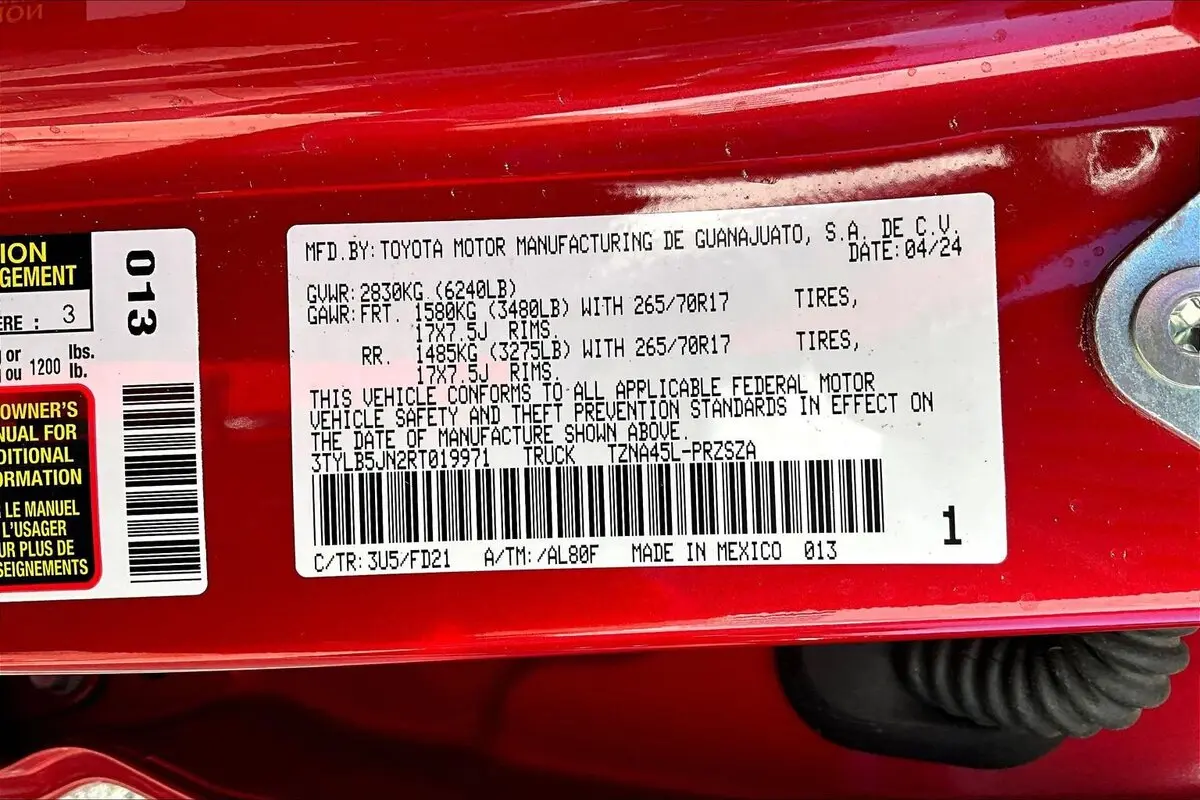 ION
GEMENT
ÈRE : 3
or
lbs.
ou 1200 lb.
OWNER'S
NUAL FOR
DITIONAL
ORMATION
LE MANUEL
L'USAGER
UR PLUS DE
SEIGNEMENTS
013
MFD.BY:TOYOTA MOTOR MANUFACTURING DE GUANAJUATO, S.A. DE C.V.
DATE:04/24
GVWR:2830KG (6240LB)
GAWR:FRT. 1580KG (3480LB) WITH 265/70R17 TIRES,
17X7.5J RIMS.
RR. 1485KG (3275LB) WITH 265/70R17 TIRES,
17X7.5J RIMS.
THIS VEHICLE CONFORMS TO ALL APPLICABLE FEDERAL MOTOR
VEHICLE SAFETY AND THEFT PREVENTION STANDARDS IN EFFECT ON
THE DATE OF MANUFACTURE SHOWN ABOVE.
3TYLB5JN2RT019971 TRUCK TZNA45L-PRZSZA
C/TR:3U5/FD21 A/TM:/AL80F MADE IN MEXICO 013
1